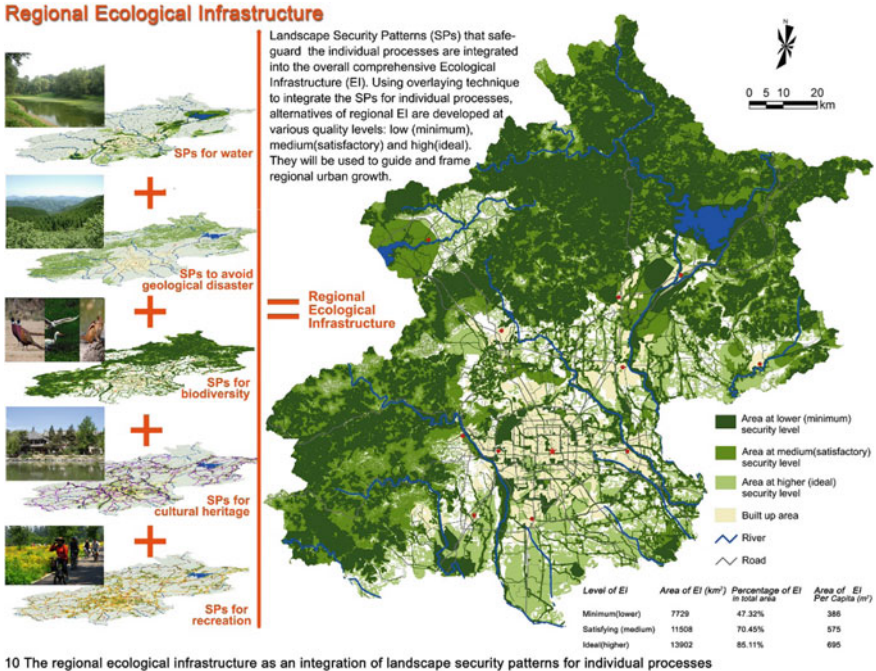 Regional Ecological Infrastructure
SPs for water
SPs to avoid
geological disaster
SPs for
biodiversity
SPs for
cultural heritage
SPs for
recreation
Landscape Security Patterns (SPs) that safe-
guard the individual processes are integrated
into the overall comprehensive Ecological
Infrastructure (EI). Using overlaying technique
to integrate the SPs for individual processes,
alternatives of regional EI are developed at
various quality levels: low (minimum),
medium(satisfactory) and high(ideal).
They will be used to guide and frame
regional urban growth.
Regional
Ecological
Infrastructure
N
0 5 10 20
km
Area at lower (minimum)
security level
Area at medium(satisfactory)
security level
Area at higher (ideal)
security level
Built up area
River
Road
Level of EI Area of EI (km²) Percentage of EI in total area Area of EI Per Capita (m²)
Minimum(lower) 7729 47.32% 386
Satisfying (medium) 11508 70.45% 575
Ideal(higher) 13902 85.11% 695
10 The regional ecological infrastructure as an integration of landscape security patterns for individual processes